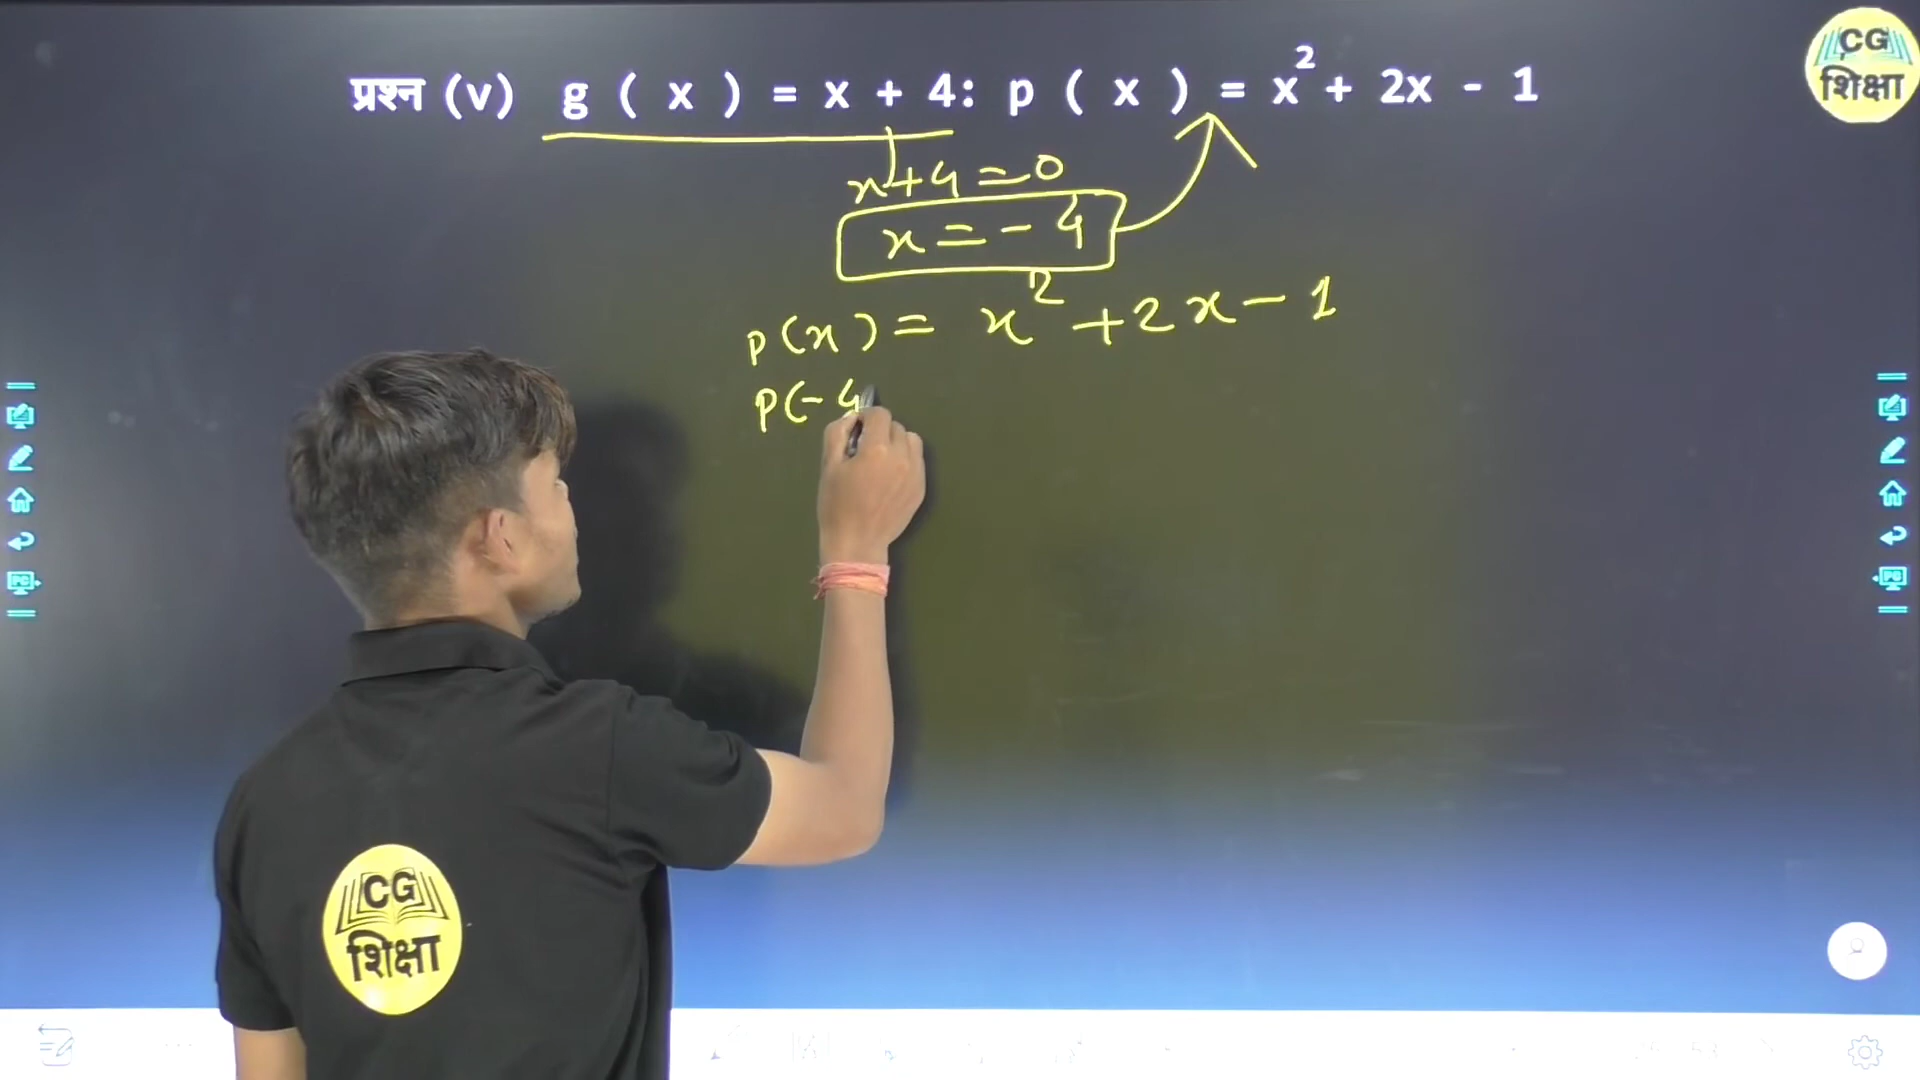 प्रश्न (v) g ( x ) = x + 4: p ( x ) = x² + 2x - 1
CG
शिक्षा
x+4=0
x=-4
p(x) = x² +2x-1
p(-4
CG
शिक्षा